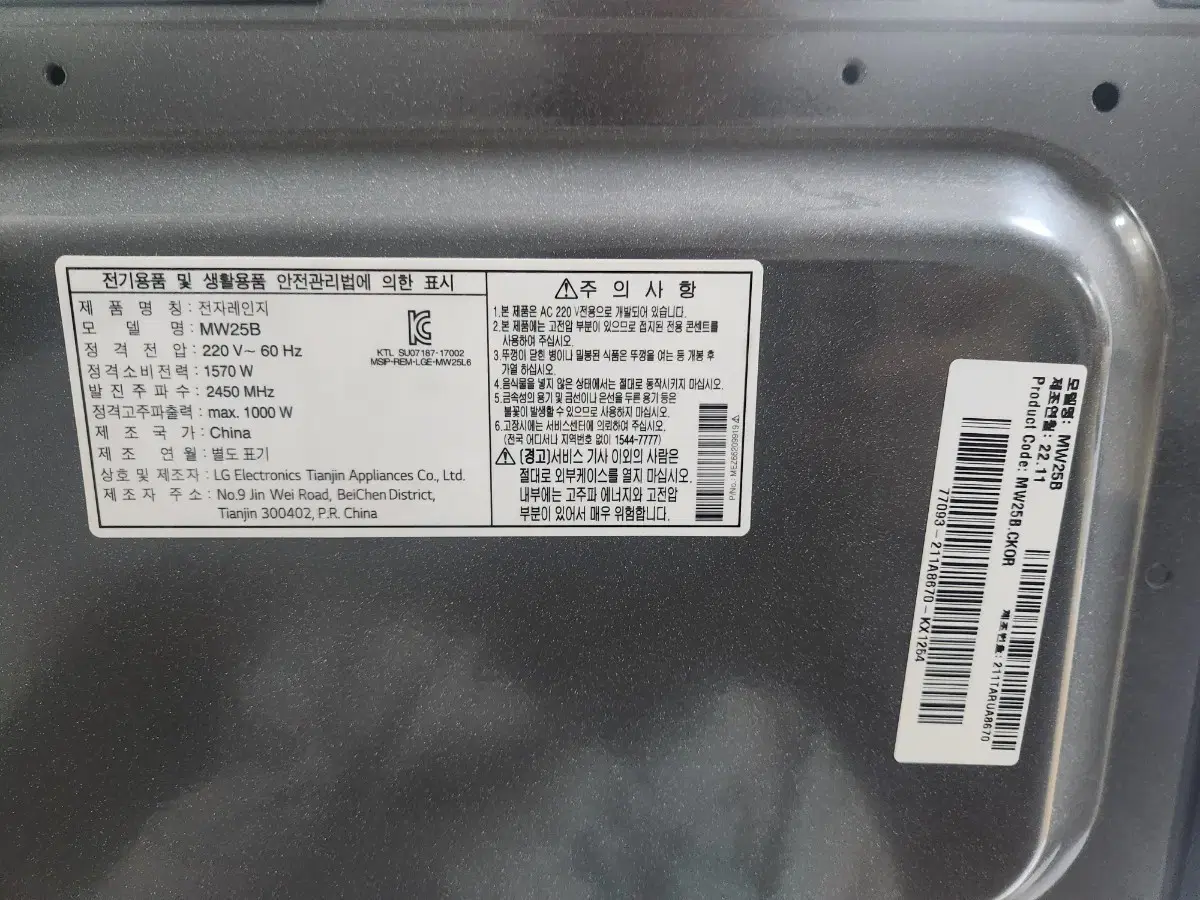 전기용품 및 생활용품 안전관리법에 의한 표시
제 품 명 칭 : 전자레인지
모 델 명 : MW25B
정 격 전 압 : 220 V~ 60 Hz
정격소비전력 : 1570 W
발 진 주 파 수 : 2450 MHz
정격고주파출력 : max. 1000 W
제 조 국 가 : China
제 조 연 월 : 별도 표기
상호 및 제조자 : LG Electronics Tianjin Appliances Co., Ltd.
제 조 자 주 소 : No.9 Jin Wei Road, BeiChen District,
Tianjin 300402, P.R. China
KTL SU07187-17002
MSIP-REM-LGE-MW25L6
주 의 사 항
1.본 제품은 AC 220 V전용으로 개발되어 있습니다.
2. 본 제품에는 고전압 부분이 있으므로 접지된 전용 콘센트를
사용하여 주십시오.
3. 뚜껑이 닫힌 병이나 밀봉된 식품은 뚜껑을 여는 등 개봉 후
가열 하십시오.
4. 음식물을 넣지 않은 상태에서는 절대로 동작시키지 마십시오.
5. 금속성의 용기 및 금선이나 은선을 두른 용기 등은
불꽃이 발생할 수 있으므로 사용하지 마십시오.
6. 고장시에는 서비스센터에 의뢰하여 주십시오.
(전국 어디서나 지역번호 없이 1544-7777)
(경고)서비스 기사 이외의 사람은
절대로 외부케이스를 열지 마십시오.
내부에는 고주파 에너지와 고전압
부분이 있어서 매우 위험합니다.
모델명: MW25B
제조연월: 22.11
Product Code: MW25B.CKOR
제조번호: 211TARUA8670
77093-211A8670-KX1254